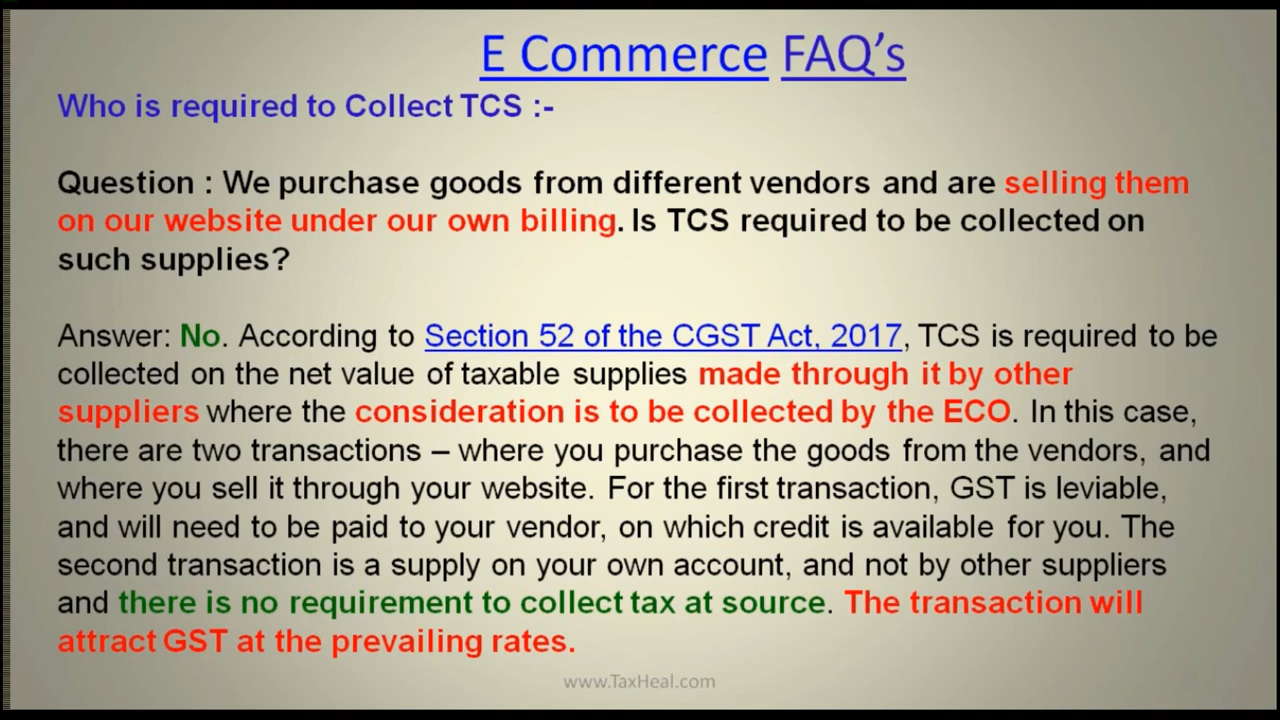 E Commerce FAQ’s
Who is required to Collect TCS :-
Question : We purchase goods from different vendors and are selling them
on our website under our own billing. Is TCS required to be collected on
such supplies?
Answer: No. According to Section 52 of the CGST Act, 2017, TCS is required to be
collected on the net value of taxable supplies made through it by other
suppliers where the consideration is to be collected by the ECO. In this case,
there are two transactions – where you purchase the goods from the vendors, and
where you sell it through your website. For the first transaction, GST is leviable,
and will need to be paid to your vendor, on which credit is available for you. The
second transaction is a supply on your own account, and not by other suppliers
and there is no requirement to collect tax at source. The transaction will
attract GST at the prevailing rates.
www.TaxHeal.com